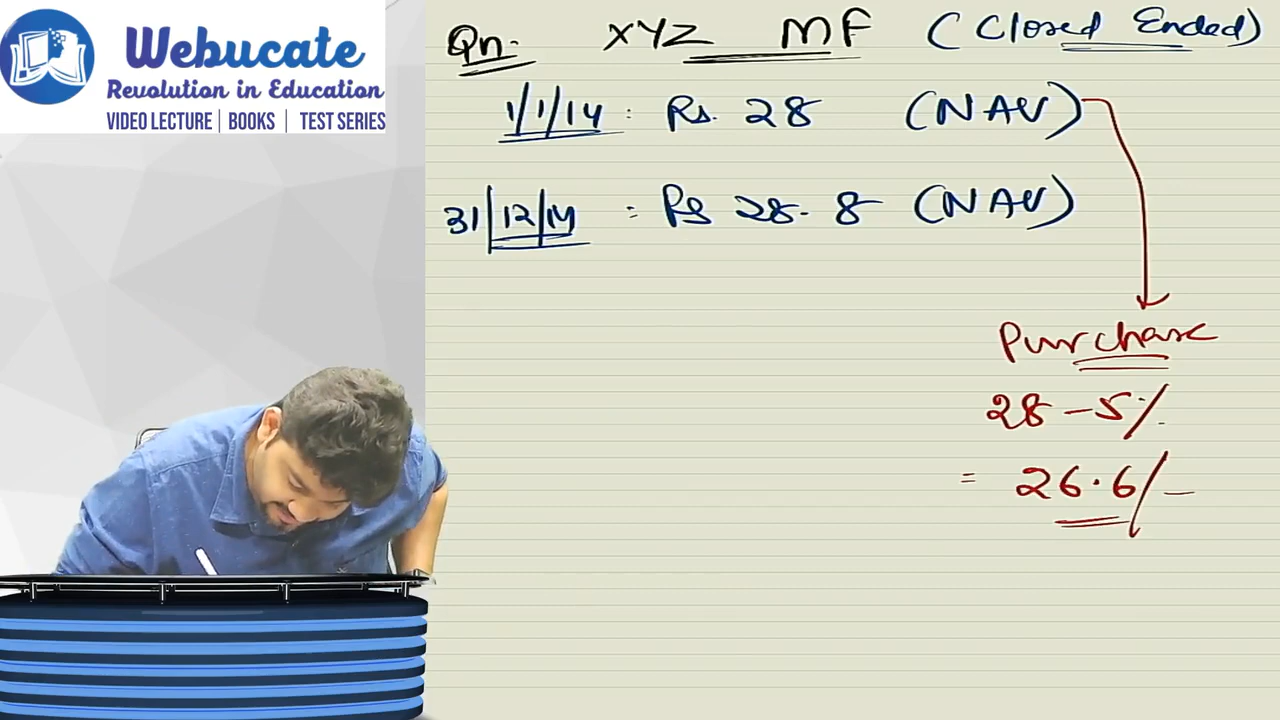 Webucate
Revolution in Education
VIDEO LECTURE | BOOKS | TEST SERIES
Qn. XYZ MF (Closed Ended)
1/1/14 : Rs. 28 (NAV)
31/12/14 = Rs 28.8 (NAV)
Purchase
28 - 5%
= 26.6/-